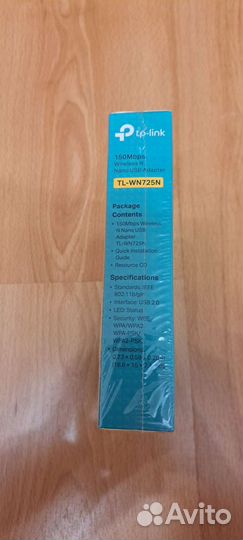 tp-link
150Mbps
Wireless N
Nano USB Adapter
TL-WN725N
Package
Contents
• 150Mbps Wireless
N Nano USB
Adapter
TL-WN725N
• Quick Installation
Guide
• Resource CD
Specifications
• Standards: IEEE
802.11b/g/n
• Interface: USB 2.0
• LED: Status
• Security: WEP,
WPA/WPA2
WPA-PSK/
WPA2-PSK
• Dimensions:
Avito